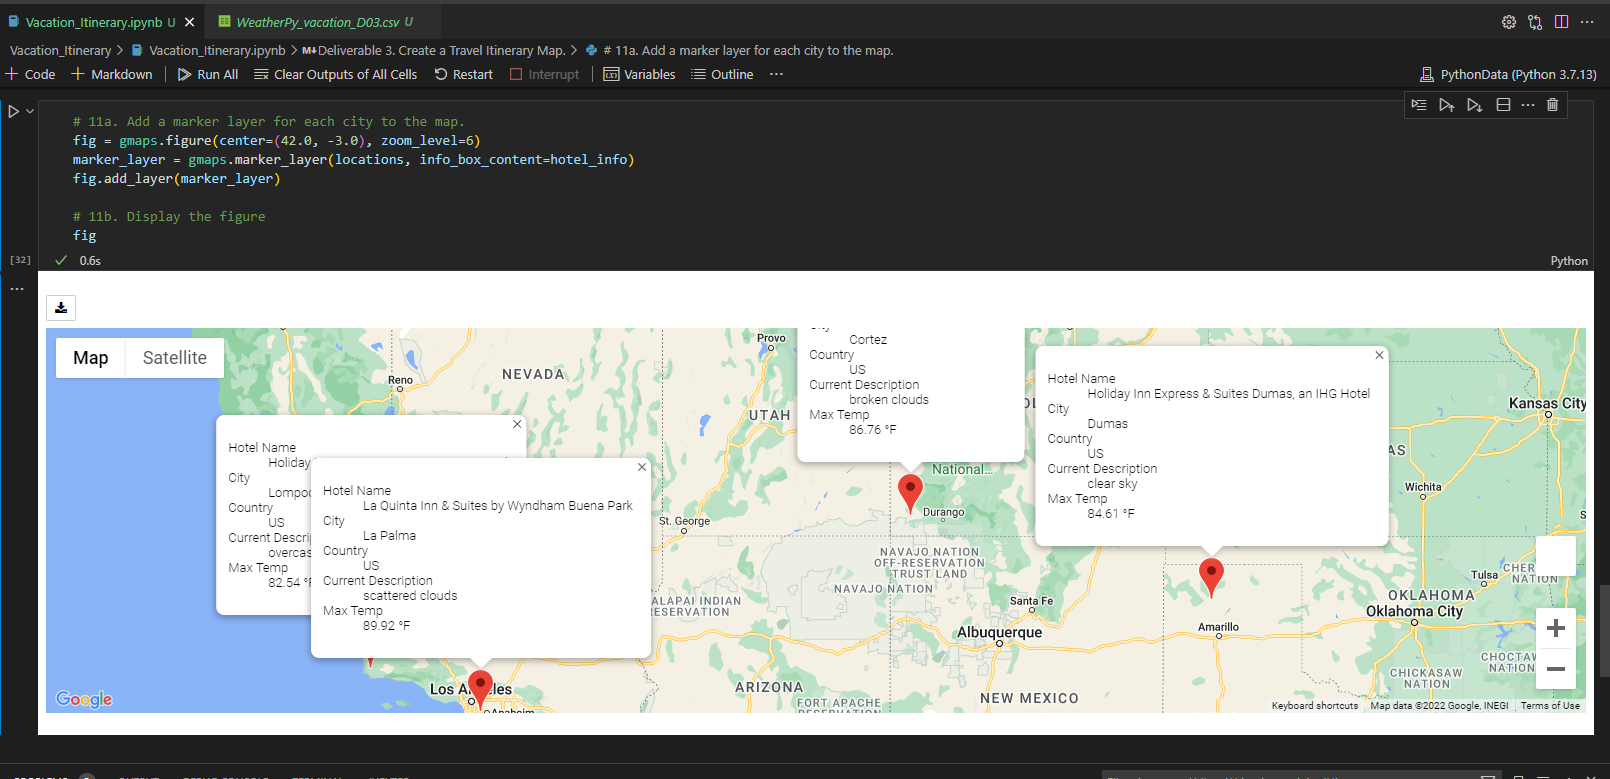 Vacation_Itinerary.ipynb U
WeatherPy_vacation_D03.csv U
Vacation_Itinerary > Vacation_Itinerary.ipynb > M↓Deliverable 3. Create a Travel Itinerary Map. > # 11a. Add a marker layer for each city to the map.
+ Code + Markdown Run All Clear Outputs of All Cells Restart Interrupt Variables Outline ...
PythonData (Python 3.7.13)
# 11a. Add a marker layer for each city to the map.
fig = gmaps.figure(center=(42.0, -3.0), zoom_level=6)
marker_layer = gmaps.marker_layer(locations, info_box_content=hotel_info)
fig.add_layer(marker_layer)
# 11b. Display the figure
fig
[32] 0.6s
Python
Map Satellite
Reno
NEVADA
Provo
UTAH
St. George
Hotel Name
Holiday
City
Lompoc
Country
US
Current Descri
overcas
Max Temp
82.54 °F
Hotel Name
La Quinta Inn & Suites by Wyndham Buena Park
City
La Palma
Country
US
Current Description
scattered clouds
Max Temp
89.92 °F
City
Cortez
Country
US
Current Description
broken clouds
Max Temp
86.76 °F
Hotel Name
Holiday Inn Express & Suites Dumas, an IHG Hotel
City
Dumas
Country
US
Current Description
clear sky
Max Temp
84.61 °F
National...
Durango
NAVAJO NATION
OFF-RESERVATION
TRUST LAND
NAVAJO NATION
ALAPAI INDIAN
ESERVATION
Santa Fe
Albuquerque
Amarillo
Kansas City
AS
Wichita
Tulsa
CHER
NATION
OKLAHOMA
Oklahoma City
CHOCTAW
NATION
CHICKASAW
NATION
Los Angeles
Anaheim
ARIZONA
FORT APACHE
RESERVATION
NEW MEXICO
Google
Keyboard shortcuts Map data ©2022 Google, INEGI Terms of Use
PROBLEMS OUTPUT DEBUG CONSOLE TERMINAL JUPYTER